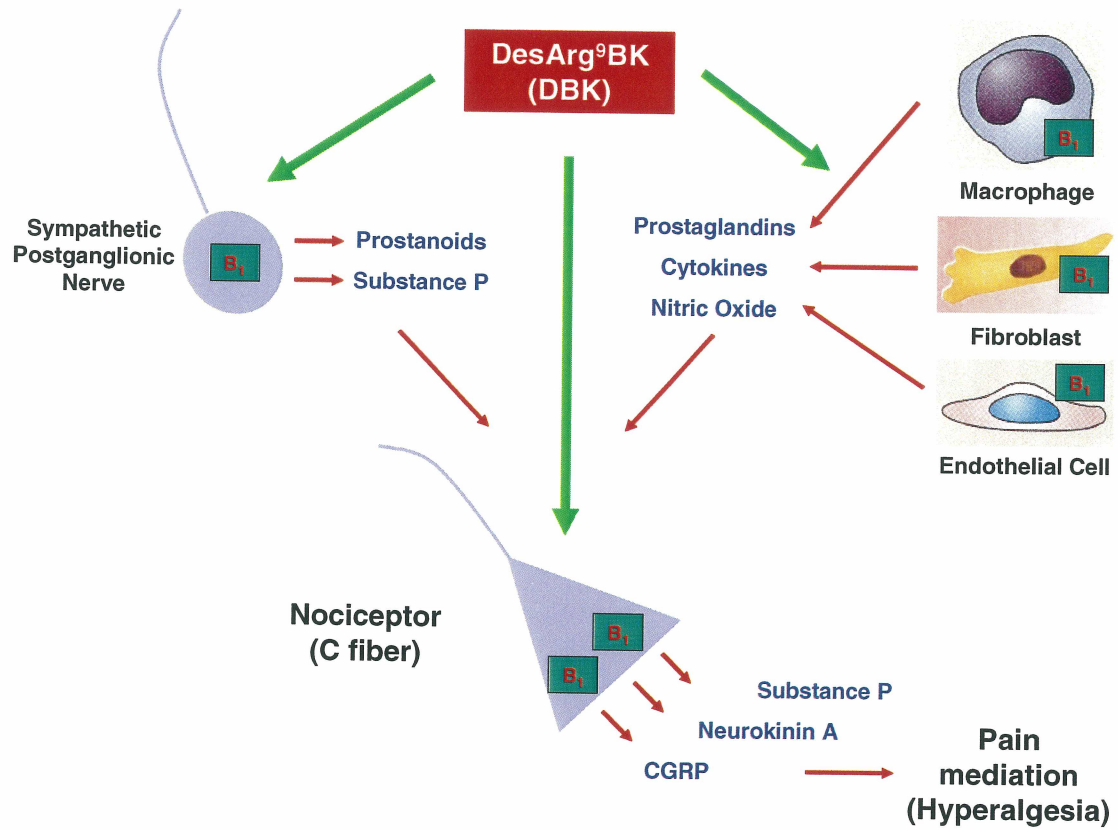 DesArg⁹BK
(DBK)
B₁
Macrophage
Sympathetic
Postganglionic
Nerve
B₁
Prostanoids
Substance P
Prostaglandins
Cytokines
Nitric Oxide
B₁
Fibroblast
B₁
Endothelial Cell
Nociceptor
(C fiber)
B₁
B₁
Substance P
Neurokinin A
CGRP
Pain
mediation
(Hyperalgesia)